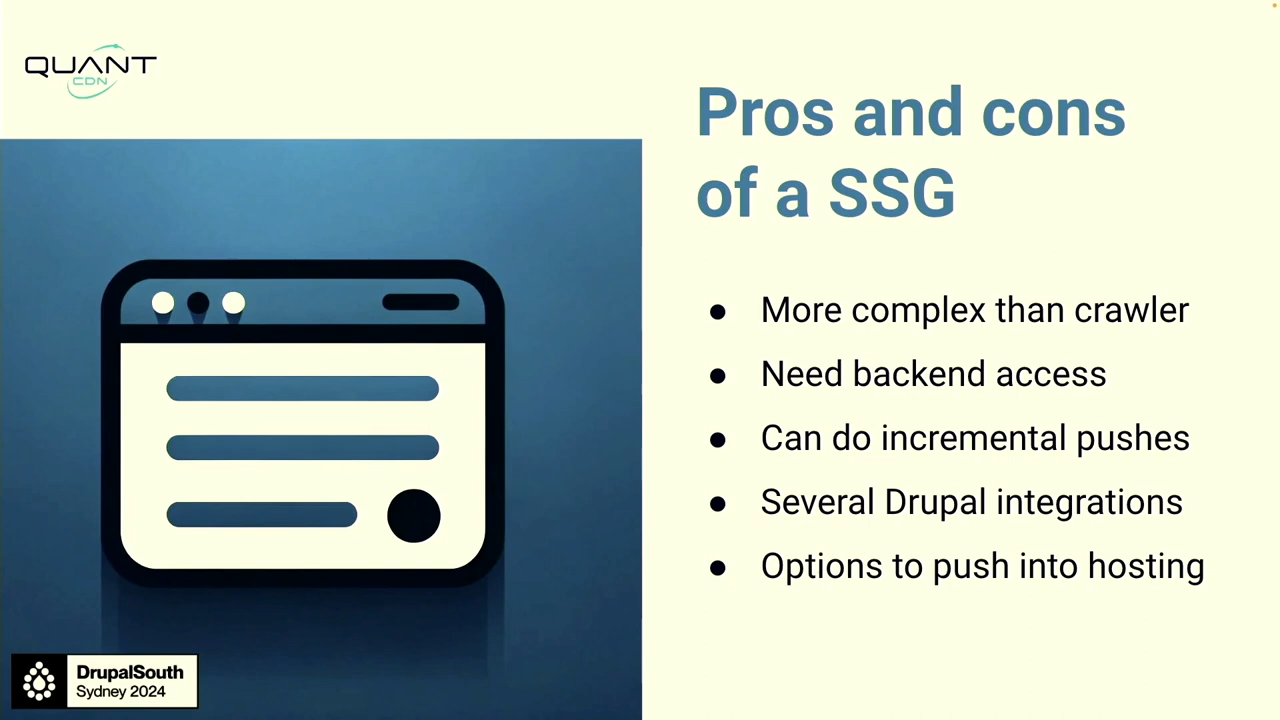 QUANT
CDN
Pros and cons
of a SSG
● More complex than crawler
● Need backend access
● Can do incremental pushes
● Several Drupal integrations
● Options to push into hosting
DrupalSouth
Sydney 2024